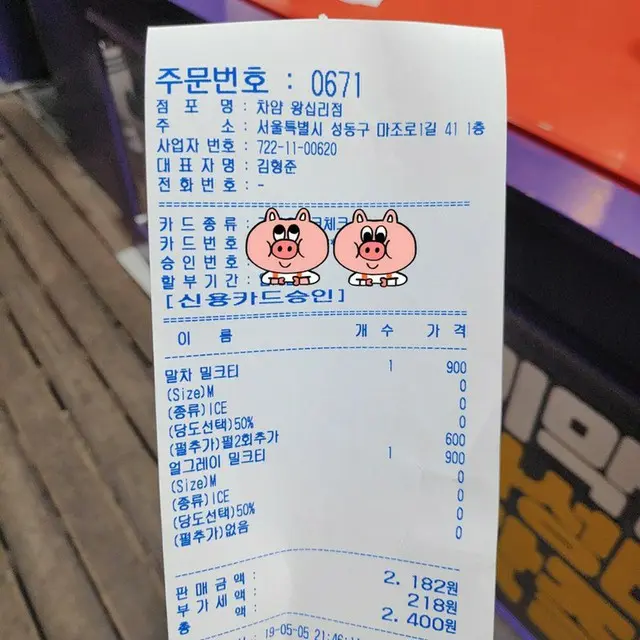 주문번호 : 0671
점 포 명 : 차얌 왕십리점
주 소 : 서울특별시 성동구 마조로1길 41 1층
사업자 번호 : 722-11-00620
대 표 자 명 : 김형준
전 화 번 호 : -
카 드 종 류 :
카 드 번 호
승 인 번 호
할 부 기 간 :
[신용카드승인]
이 름 개 수 가 격
말차 밀크티 1 900
(Size)M 0
(종류)ICE 0
(당도선택)50% 0
(펄추가)펄2회추가 600
얼그레이 밀크티 1 900
(Size)M 0
(종류)ICE 0
(당도선택)50% 0
(펄추가)없음 0
판 매 금 액 : 2. 182원
부 가 세 액 : 218원
총 액 : 2. 400원
19-05-05 21:46